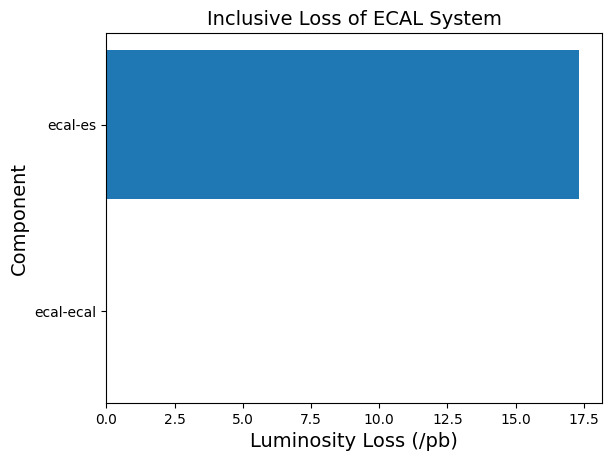 Inclusive Loss of ECAL System
Component
ecal-es
ecal-ecal
0.0 2.5 5.0 7.5 10.0 12.5 15.0 17.5
Luminosity Loss (/pb)